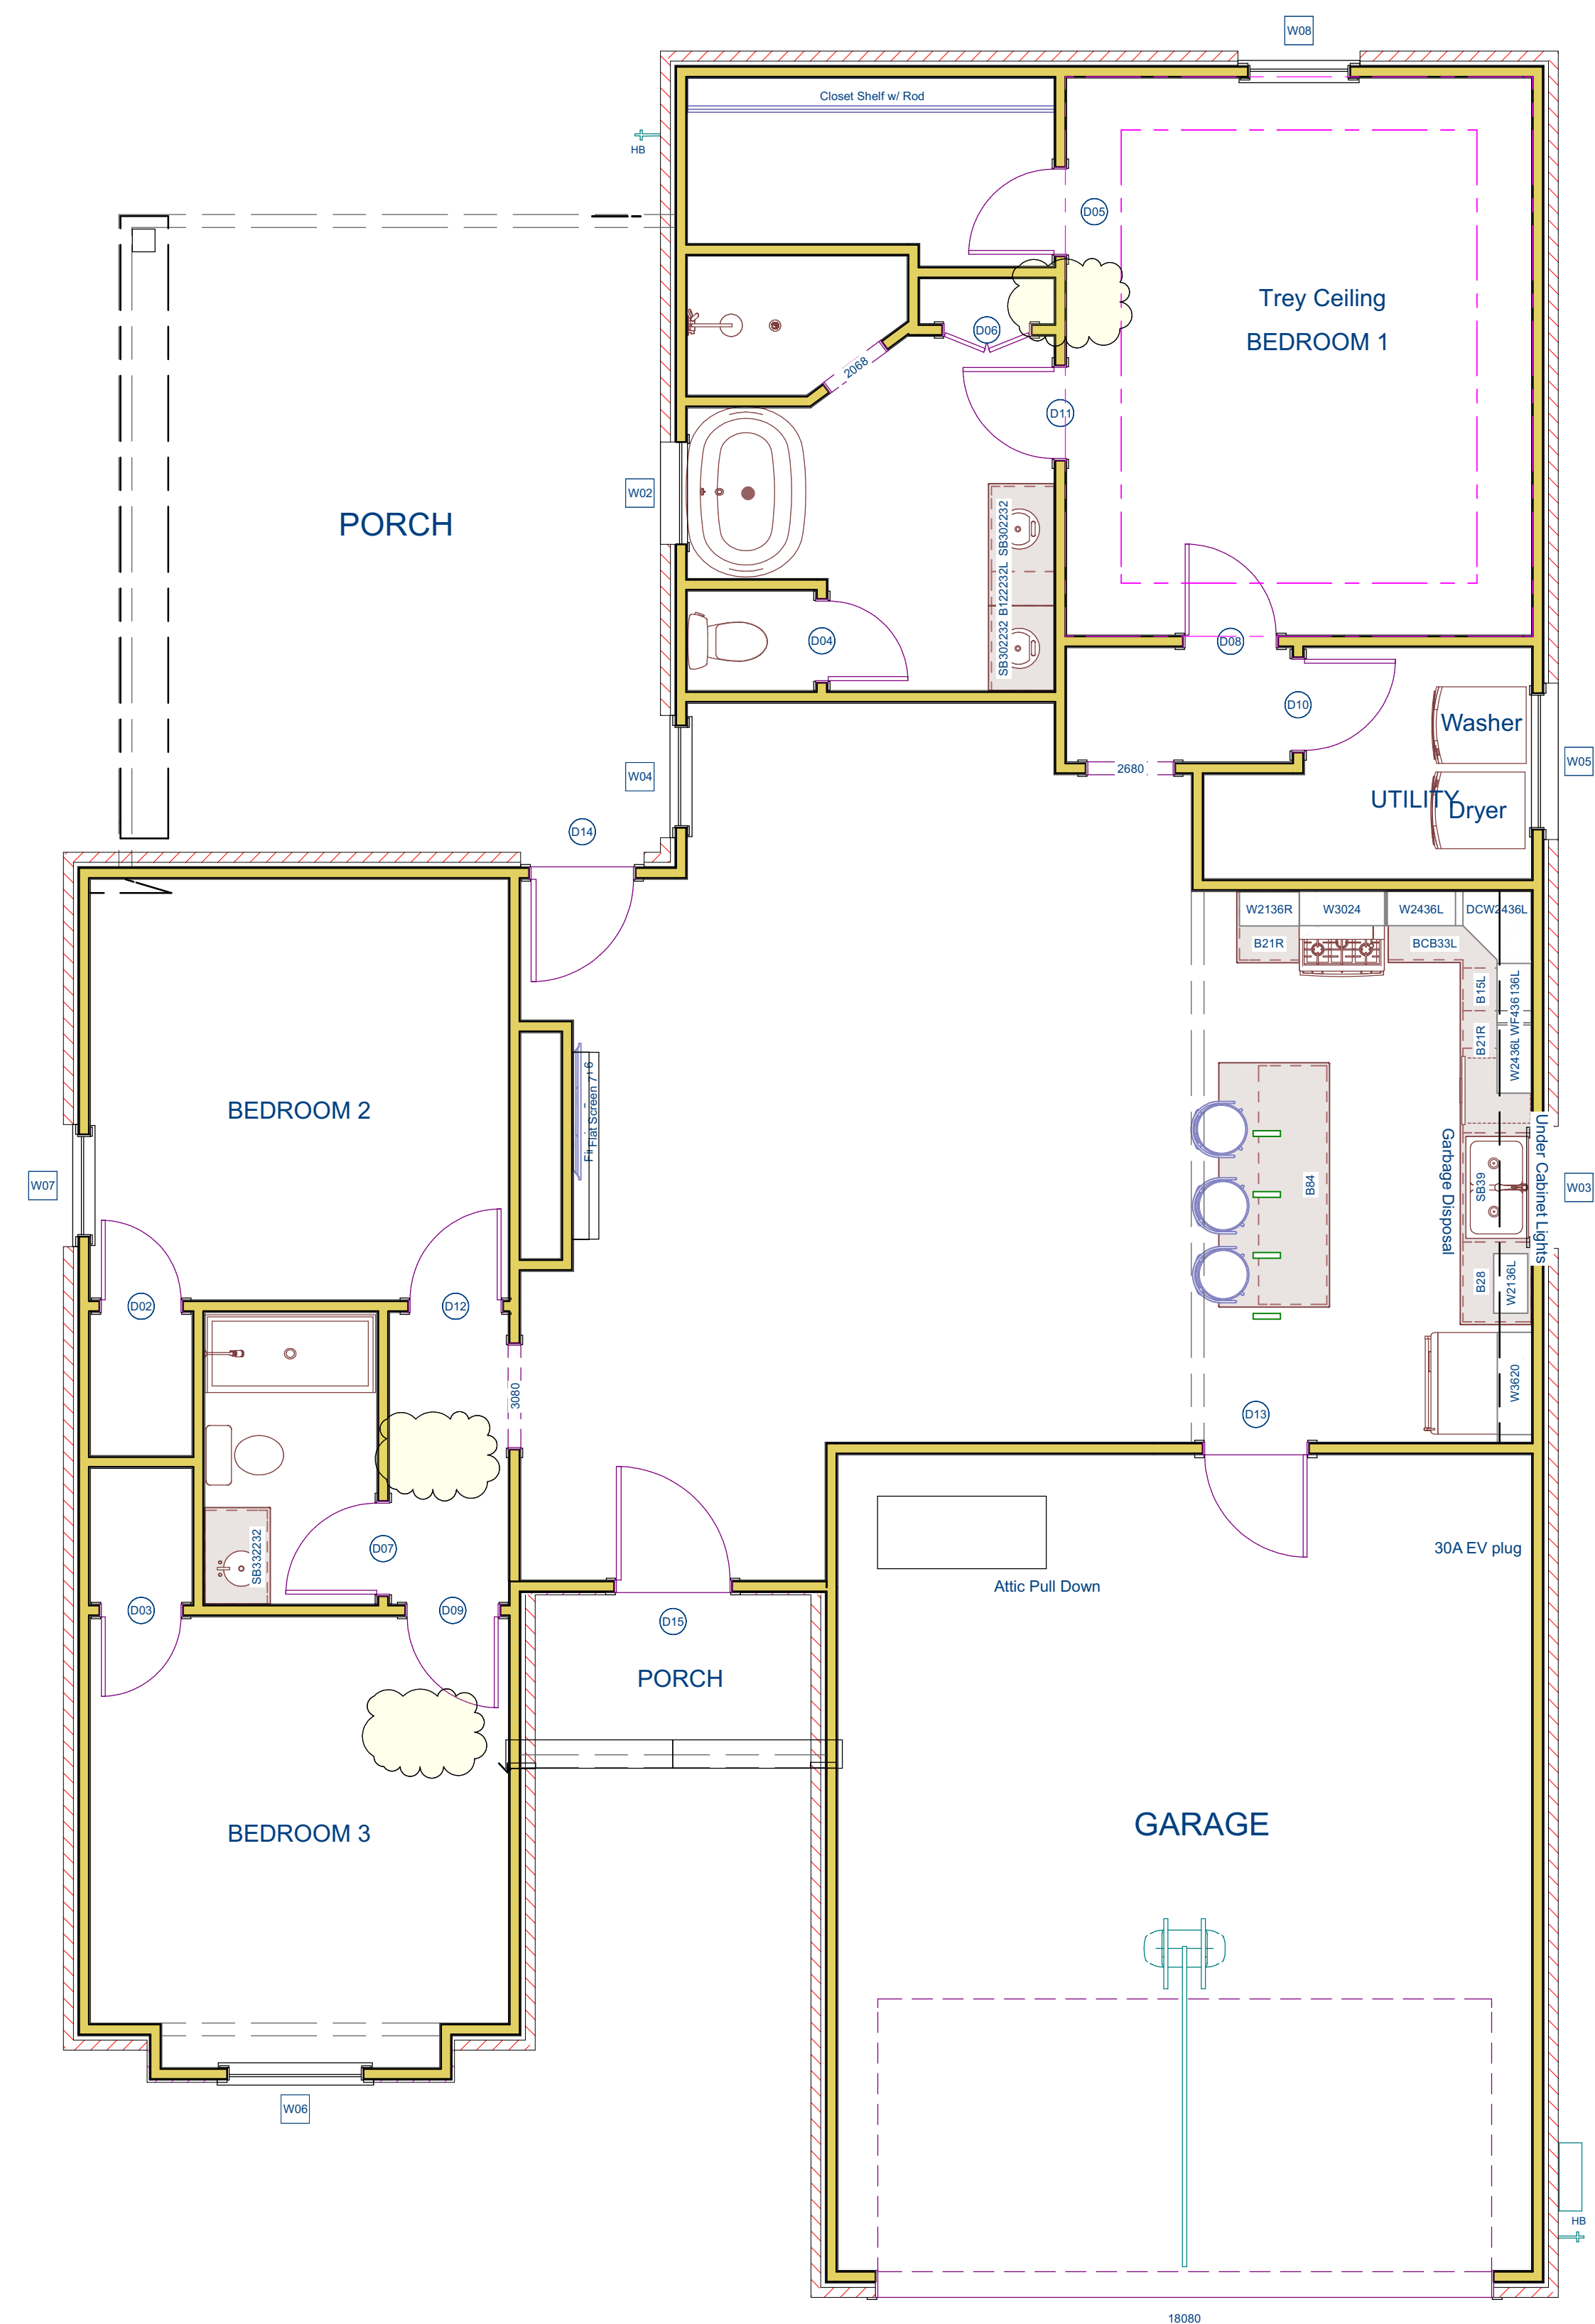 W08
Closet Shelf w/ Rod
HB
D05
Trey Ceiling
D06
BEDROOM 1
2068
D11
W02
PORCH
SB302232
B122232L
SB302232
D04
D08
D10
Washer
W04
2680
W05
UTILITY
Dryer
D14
W2136R
W3024
W2436L
DCW2436L
B21R
BCB33L
B15L
136L
WF436
B21R
W2436L
Flat Screen
BEDROOM 2
Under Cabinet Lights
Garbage Disposal
W07
B84
SB39
W03
B28
W2136L
D02
D12
3080
W3620
D13
D07
30A EV plug
SB332232
Attic Pull Down
D03
D09
D15
PORCH
GARAGE
BEDROOM 3
W06
HB
18080